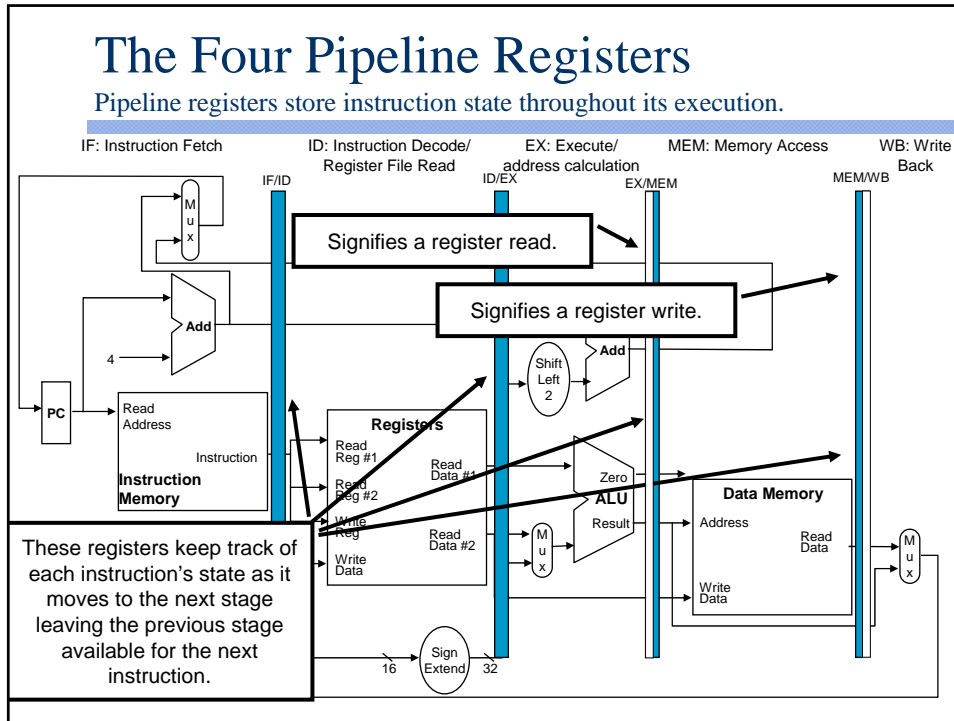 The Four Pipeline Registers
Pipeline registers store instruction state throughout its execution.
IF: Instruction Fetch
ID: Instruction Decode/
Register File Read
EX: Execute/
address calculation
MEM: Memory Access
WB: Write
Back
IF/ID
ID/EX
EX/MEM
MEM/WB
M
u
x
Signifies a register read.
Signifies a register write.
Add
4
Add
Shift
Left
2
PC
Read
Address
Instruction
Instruction
Memory
Registers
Read
Reg #1
Read
Reg #2
Write
Reg
Write
Data
Read
Data #1
Read
Data #2
M
u
x
Zero
ALU
Result
Data Memory
Address
Read
Data
Write
Data
M
u
x
These registers keep track of
each instruction's state as it
moves to the next stage
leaving the previous stage
available for the next
instruction.
16
Sign
Extend
32